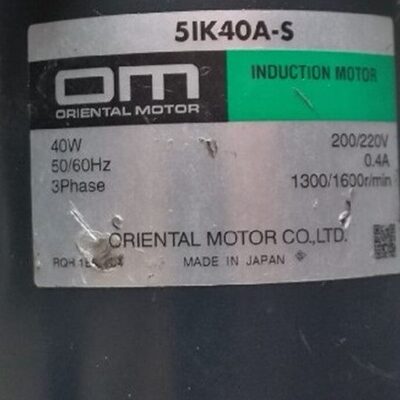 5IK40A-S
OM
INDUCTION MOTOR
ORIENTAL MOTOR
40W 200/220V
50/60Hz 0.4A
3Phase 1300/1600r/min
ORIENTAL MOTOR CO.,LTD.
MADE IN JAPAN